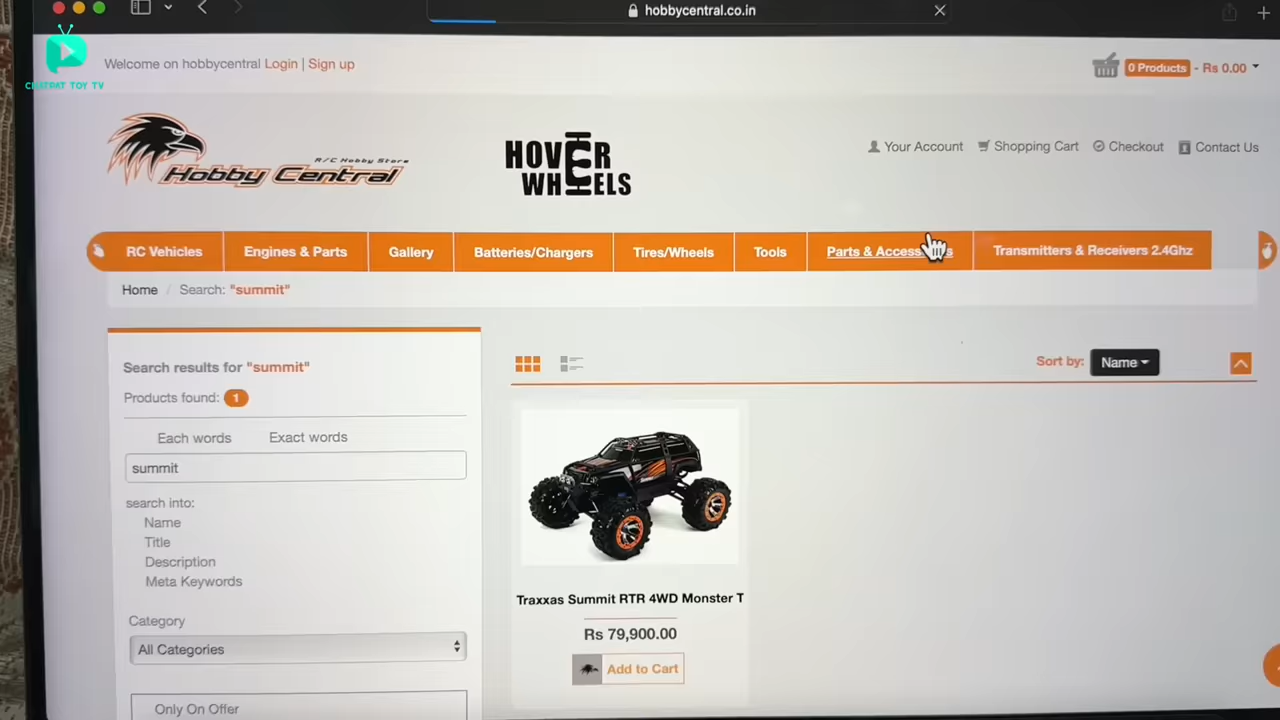 hobbycentral.co.in
CHATPAT TOY TV
Welcome on hobbycentral Login | Sign up
0 Products - Rs 0.00
R/C Hobby Store
Hobby Central
HOVER
WHEELS
Your Account
Shopping Cart
Checkout
Contact Us
RC Vehicles
Engines & Parts
Gallery
Batteries/Chargers
Tires/Wheels
Tools
Parts &
Transmitters & Receivers 2.4Ghz
Home / Search: "summit"
Search results for "summit"
Products found: 1
Each words
Exact words
summit
search into:
Name
Title
Description
Meta Keywords
Category
All Categories
Only On Offer
Sort by: Name
Traxxas Summit RTR 4WD Monster T
Rs 79,900.00
Add to Cart